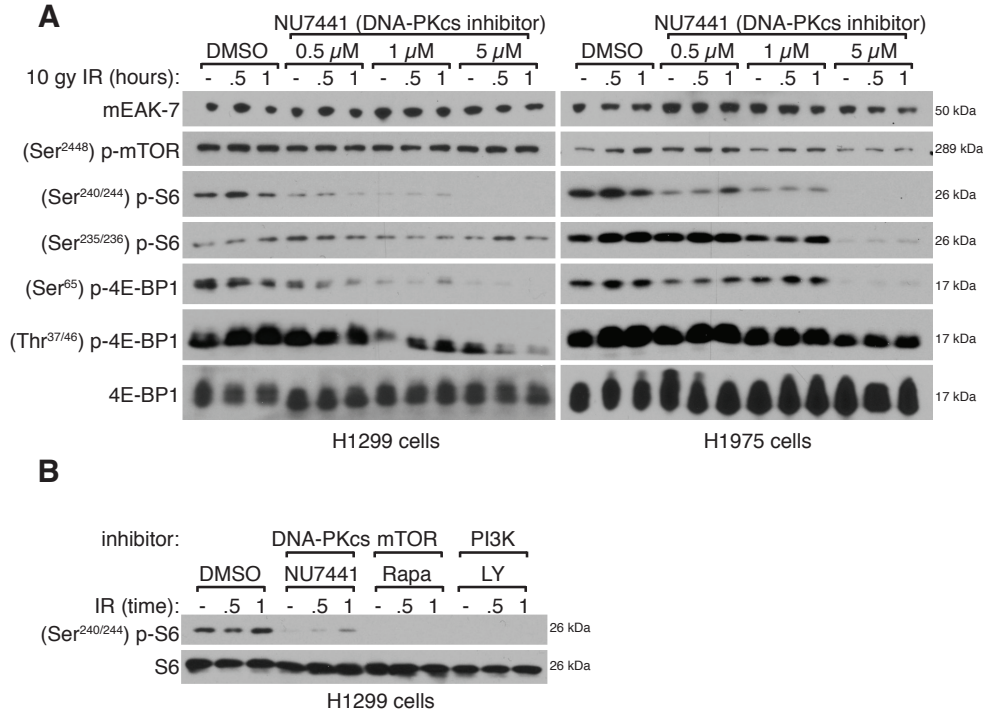 A
NU7441 (DNA-PKcs inhibitor) NU7441 (DNA-PKcs inhibitor)
DMSO 0.5 µM 1 µM 5 µM DMSO 0.5 µM 1 µM 5 µM
10 gy IR (hours): - .5 1 - .5 1 - .5 1 - .5 1 - .5 1 - .5 1 - .5 1 - .5 1
mEAK-7 50 kDa
(Ser2448) p-mTOR 289 kDa
(Ser240/244) p-S6 26 kDa
(Ser235/236) p-S6 26 kDa
(Ser65) p-4E-BP1 17 kDa
(Thr37/46) p-4E-BP1 17 kDa
4E-BP1 17 kDa
H1299 cells H1975 cells
B
inhibitor: DNA-PKcs mTOR PI3K
DMSO NU7441 Rapa LY
IR (time): - .5 1 - .5 1 - .5 1 - .5 1
(Ser240/244) p-S6 26 kDa
S6 26 kDa
H1299 cells